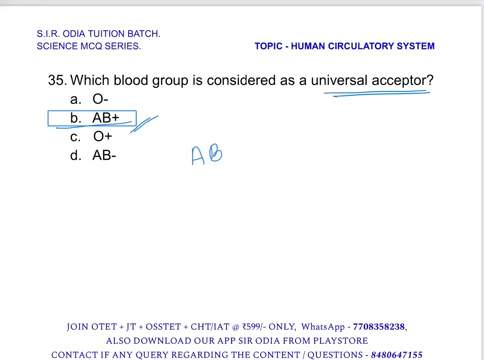 S.I.R. ODIA TUITION BATCH.
SCIENCE MCQ SERIES. TOPIC - HUMAN CIRCULATORY SYSTEM
35. Which blood group is considered as a universal acceptor?
a. O-
b. AB+
c. O+
d. AB-
AB
JOIN OTET + JT + OSSTET + CHT/IAT @ ₹599/- ONLY, WhatsApp - 7708358238,
ALSO DOWNLOAD OUR APP SIR ODIA FROM PLAYSTORE
CONTACT IF ANY QUERY REGARDING THE CONTENT / QUESTIONS - 8480647155